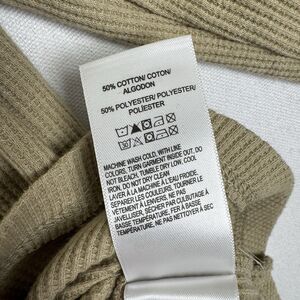 50% COTTON/ COTON/
ALGODON
50% POLYESTER/ POLYESTER/
POLIESTER
MACHINE WASH COLD, WITH LIKE
COLORS, TURN GARMENT INSIDE OUT, DO
NOT BLEACH, TUMBLE DRY LOW, COOL
IRON, DO NOT DRY CLEAN
LAVER À LA MACHINE À L'EAU FROIDE
SÉPARER LES COULEURS, TOURNER LE
VÊTEMENT À L'ENVERS, NE PAS
JAVELLISER, SÉCHER PAR CULBUTAGE À
BASSE TEMPÉRATURE, FER À BASSE
TEMPÉRATURE, NE PAS NETTOYER À SEC